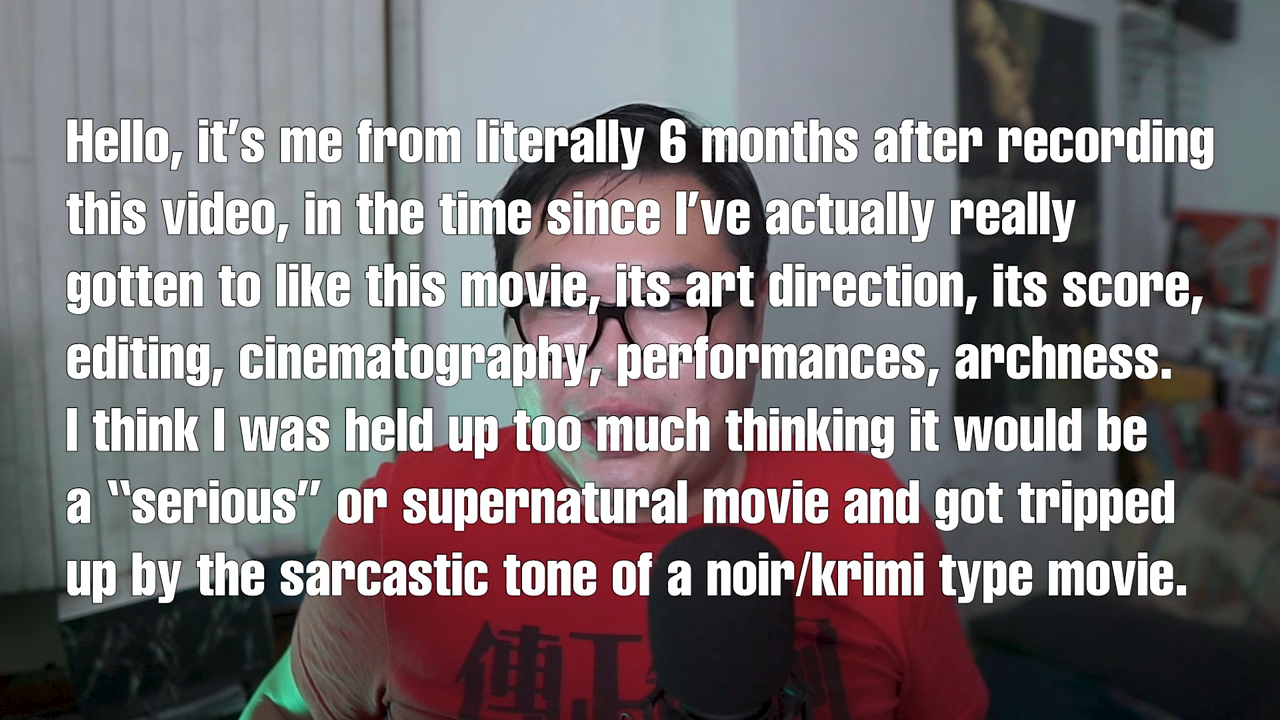 Hello, it’s me from literally 6 months after recording
this video, in the time since I’ve actually really
gotten to like this movie, its art direction, its score,
editing, cinematography, performances, archness.
I think I was held up too much thinking it would be
a “serious” or supernatural movie and got tripped
up by the sarcastic tone of a noir/krimi type movie.
傳